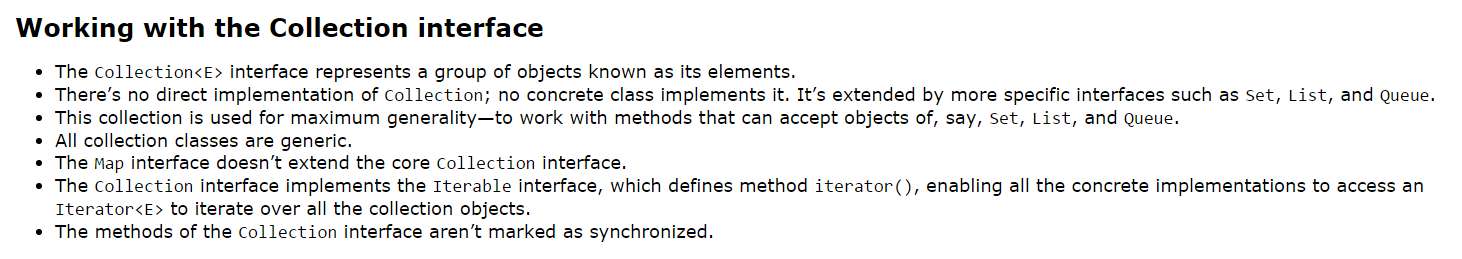 Working with the Collection interface
• The Collection<E> interface represents a group of objects known as its elements.
• There’s no direct implementation of Collection; no concrete class implements it. It’s extended by more specific interfaces such as Set, List, and Queue.
• This collection is used for maximum generality—to work with methods that can accept objects of, say, Set, List, and Queue.
• All collection classes are generic.
• The Map interface doesn’t extend the core Collection interface.
• The Collection interface implements the Iterable interface, which defines method iterator(), enabling all the concrete implementations to access an
Iterator<E> to iterate over all the collection objects.
• The methods of the Collection interface aren’t marked as synchronized.